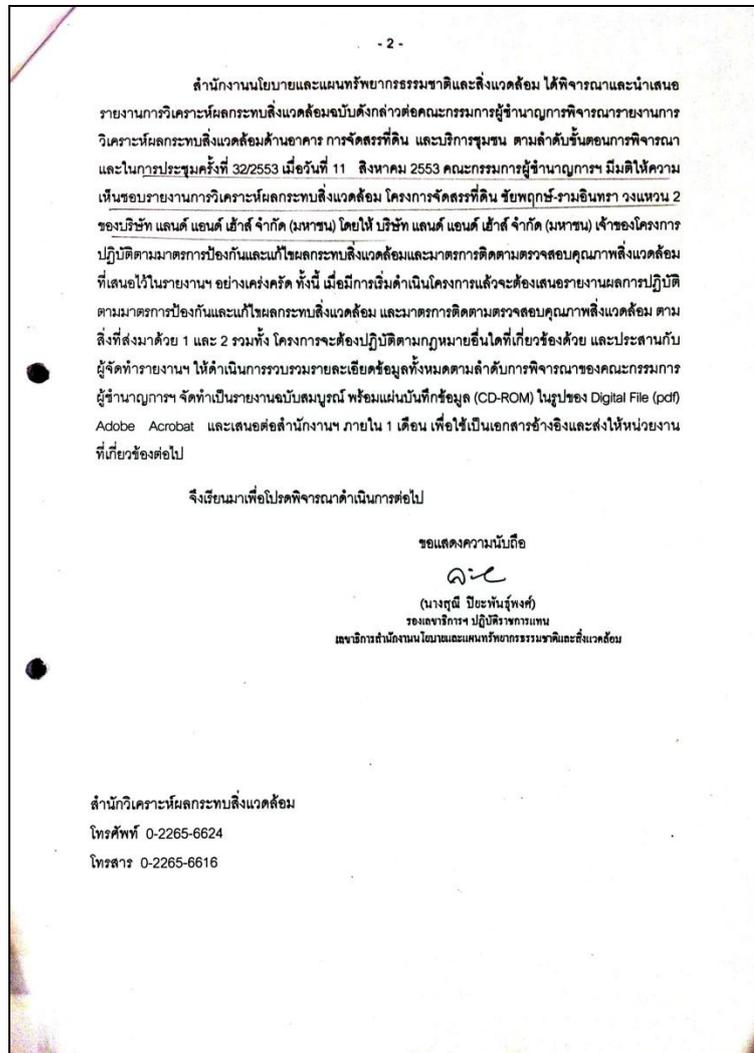 - 2 -
สำนักงานนโยบายและแผนทรัพยากรธรรมชาติและสิ่งแวดล้อม ได้พิจารณาและนำเสนอ
รายงานการวิเคราะห์ผลกระทบสิ่งแวดล้อมฉบับดังกล่าวต่อคณะกรรมการผู้ชำนาญการพิจารณารายงานการ
วิเคราะห์ผลกระทบสิ่งแวดล้อมด้านอาคาร การจัดสรรที่ดิน และบริการชุมชน ตามลำดับขั้นตอนการพิจารณา
และในการประชุมครั้งที่ 32/2553 เมื่อวันที่ 11 สิงหาคม 2553 คณะกรรมการผู้ชำนาญการฯ มีมติให้ความ
เห็นชอบรายงานการวิเคราะห์ผลกระทบสิ่งแวดล้อม โครงการจัดสรรที่ดิน ชัยพฤกษ์-รามอินทรา วงแหวน 2
ของบริษัท แลนด์ แอนด์ เฮ้าส์ จำกัด (มหาชน) โดยให้ บริษัท แลนด์ แอนด์ เฮ้าส์ จำกัด (มหาชน) เจ้าของโครงการ
ปฏิบัติตามมาตรการป้องกันและแก้ไขผลกระทบสิ่งแวดล้อมและมาตรการติดตามตรวจสอบคุณภาพสิ่งแวดล้อม
ที่เสนอไว้ในรายงานฯ อย่างเคร่งครัด ทั้งนี้ เมื่อมีการเริ่มดำเนินโครงการแล้วจะต้องเสนอรายงานผลการปฏิบัติ
ตามมาตรการป้องกันและแก้ไขผลกระทบสิ่งแวดล้อม และมาตรการติดตามตรวจสอบคุณภาพสิ่งแวดล้อม ตาม
สิ่งที่ส่งมาด้วย 1 และ 2 รวมทั้ง โครงการจะต้องปฏิบัติตามกฎหมายอื่นใดที่เกี่ยวข้องด้วย และประสานกับ
ผู้จัดทำรายงานฯ ให้ดำเนินการรวบรวมรายละเอียดข้อมูลทั้งหมดตามลำดับการพิจารณาของคณะกรรมการ
ผู้ชำนาญการฯ จัดทำเป็นรายงานฉบับสมบูรณ์ พร้อมแผ่นบันทึกข้อมูล (CD-ROM) ในรูปของ Digital File (pdf)
Adobe Acrobat และเสนอต่อสำนักงานฯ ภายใน 1 เดือน เพื่อใช้เป็นเอกสารอ้างอิงและส่งให้หน่วยงาน
ที่เกี่ยวข้องต่อไป
จึงเรียนมาเพื่อโปรดพิจารณาดำเนินการต่อไป
ขอแสดงความนับถือ
(นางสุณี ปิยะพันธุ์พงศ์)
รองเลขาธิการฯ ปฏิบัติราชการแทน
เลขาธิการสำนักงานนโยบายและแผนทรัพยากรธรรมชาติและสิ่งแวดล้อม
สำนักวิเคราะห์ผลกระทบสิ่งแวดล้อม
โทรศัพท์ 0-2265-6624
โทรสาร 0-2265-6616